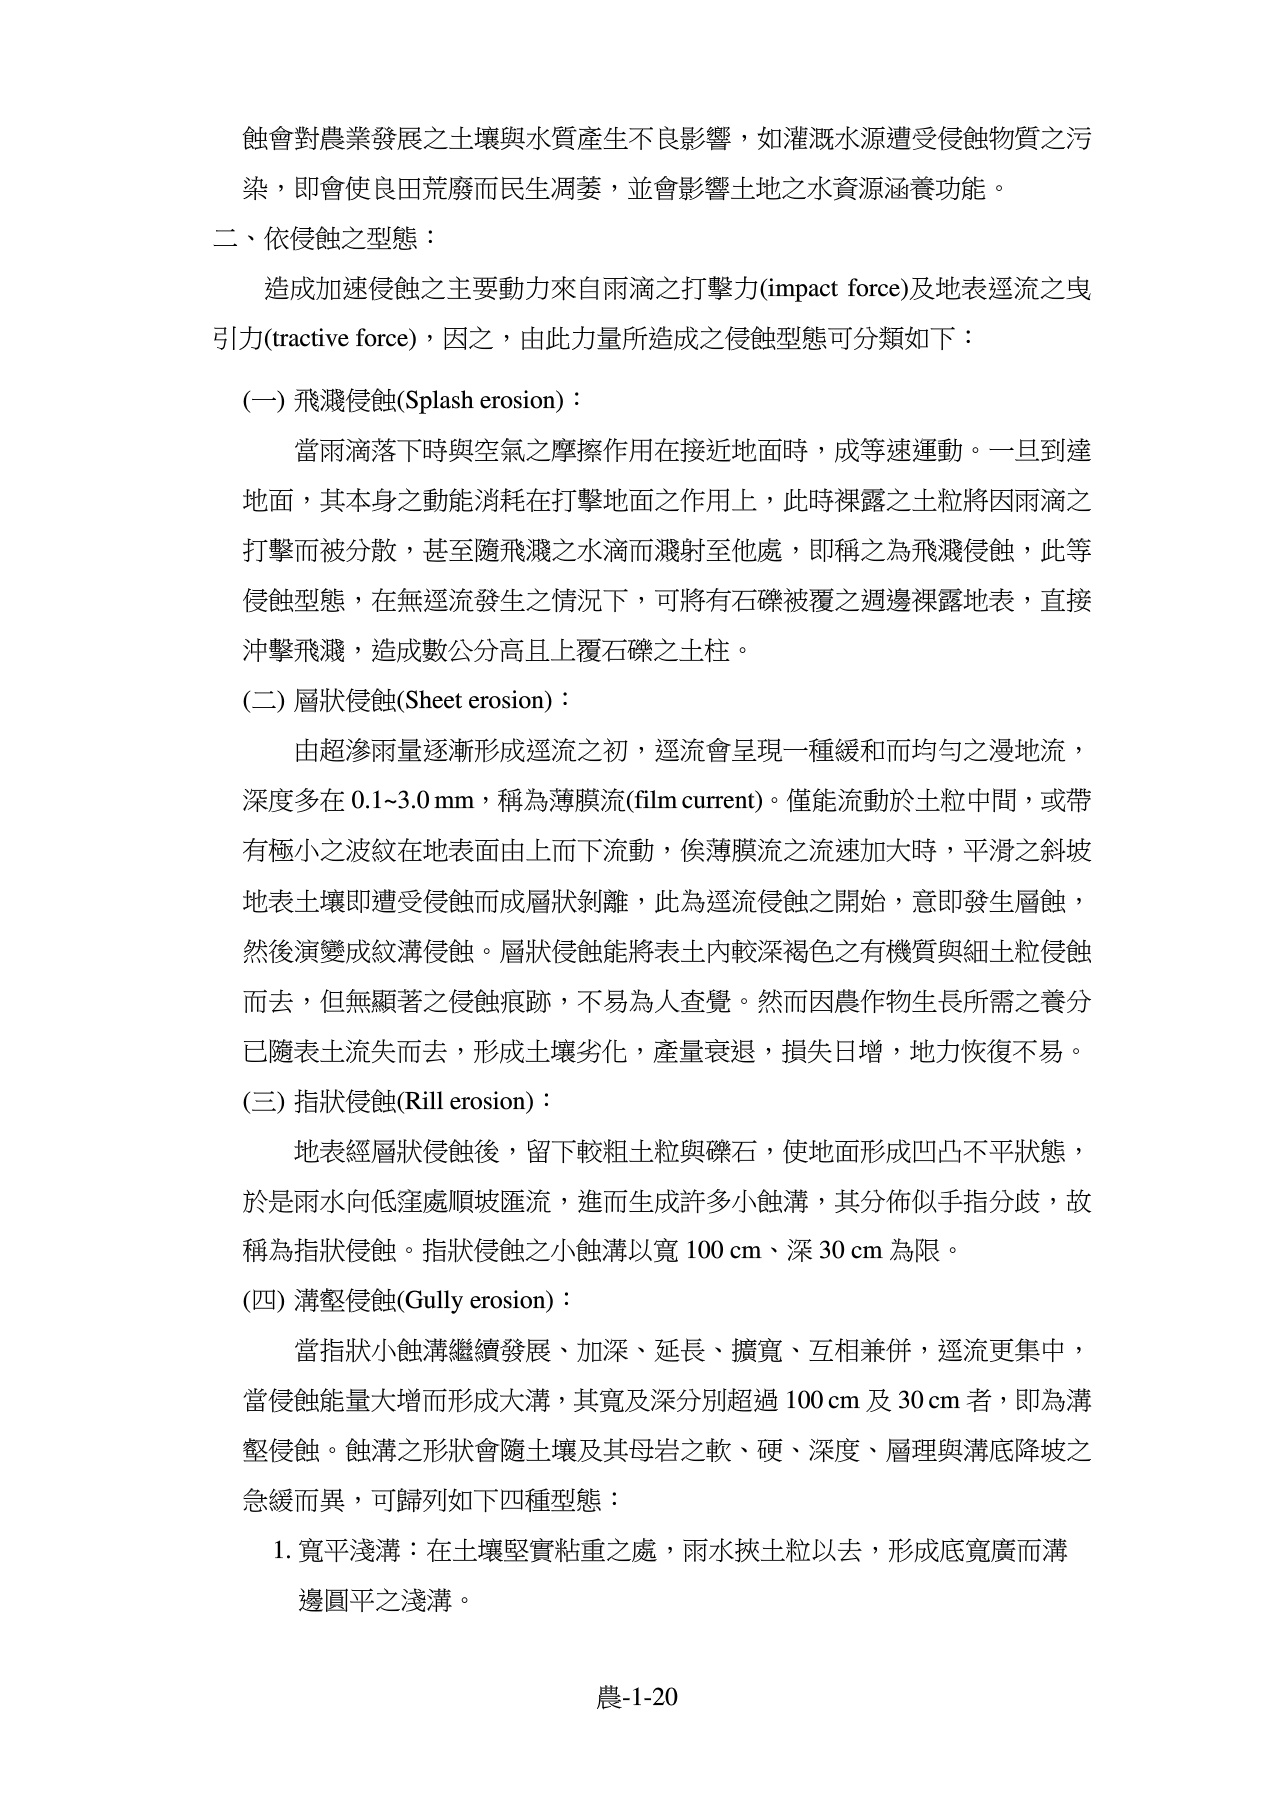 蝕會對農業發展之土壤與水質產生不良影響，如灌溉水源遭受侵蝕物質之污
染，即會使良田荒廢而民生凋萎，並會影響土地之水資源涵養功能。
二、依侵蝕之型態：
造成加速侵蝕之主要動力來自雨滴之打擊力(impact force)及地表逕流之曳
引力(tractive force)，因之，由此力量所造成之侵蝕型態可分類如下：
(一) 飛濺侵蝕(Splash erosion)：
當雨滴落下時與空氣之摩擦作用在接近地面時，成等速運動。一旦到達
地面，其本身之動能消耗在打擊地面之作用上，此時裸露之土粒將因雨滴之
打擊而被分散，甚至隨飛濺之水滴而濺射至他處，即稱之為飛濺侵蝕，此等
侵蝕型態，在無逕流發生之情況下，可將有石礫被覆之週邊裸露地表，直接
沖擊飛濺，造成數公分高且上覆石礫之土柱。
(二) 層狀侵蝕(Sheet erosion)：
由超滲雨量逐漸形成逕流之初，逕流會呈現一種緩和而均勻之漫地流，
深度多在 0.1~3.0 mm，稱為薄膜流(film current)。僅能流動於土粒中間，或帶
有極小之波紋在地表面由上而下流動，俟薄膜流之流速加大時，平滑之斜坡
地表土壤即遭受侵蝕而成層狀剝離，此為逕流侵蝕之開始，意即發生層蝕，
然後演變成紋溝侵蝕。層狀侵蝕能將表土內較深褐色之有機質與細土粒侵蝕
而去，但無顯著之侵蝕痕跡，不易為人查覺。然而因農作物生長所需之養分
已隨表土流失而去，形成土壤劣化，產量衰退，損失日增，地力恢復不易。
(三) 指狀侵蝕(Rill erosion)：
地表經層狀侵蝕後，留下較粗土粒與礫石，使地面形成凹凸不平狀態，
於是雨水向低窪處順坡匯流，進而生成許多小蝕溝，其分佈似手指分歧，故
稱為指狀侵蝕。指狀侵蝕之小蝕溝以寬 100 cm、深 30 cm 為限。
(四) 溝壑侵蝕(Gully erosion)：
當指狀小蝕溝繼續發展、加深、延長、擴寬、互相兼併，逕流更集中，
當侵蝕能量大增而形成大溝，其寬及深分別超過 100 cm 及 30 cm 者，即為溝
壑侵蝕。蝕溝之形狀會隨土壤及其母岩之軟、硬、深度、層理與溝底降坡之
急緩而異，可歸列如下四種型態：
1. 寬平淺溝：在土壤堅實粘重之處，雨水挾土粒以去，形成底寬廣而溝
邊圓平之淺溝。
農-1-20